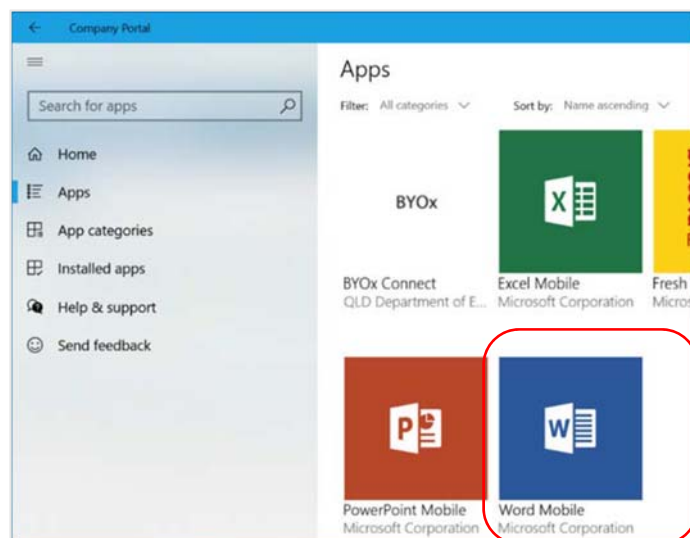 Company Portal
Search for apps
Home
Apps
App categories
Installed apps
Help & support
Send feedback
Apps
Filter: All categories Sort by: Name ascending
BYOx
X
BYOx Connect Excel Mobile Fresh
QLD Department of E... Microsoft Corporation Micros
P W
PowerPoint Mobile Word Mobile
Microsoft Corporation Microsoft Corporation